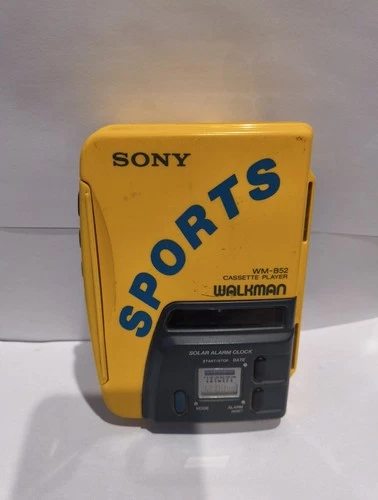 SONY
SPORTS
WM-B52
CASSETTE PLAYER
WALKMAN
SOLAR ALARM CLOCK
START/STOP DATE
MODE
ALARM